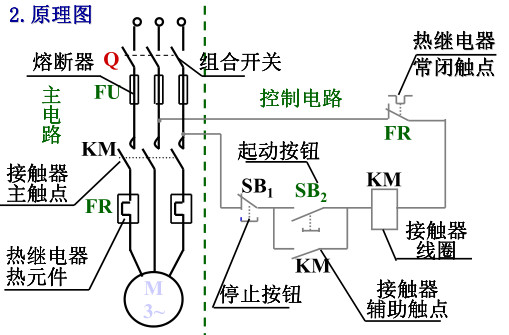 2.原理图
熔断器
Q
组合开关
热继电器
常闭触点
FU
主
电
路
控制电路
FR
KM
起动按钮
接触器
主触点
SB1
SB2
KM
FR
热继电器
热元件
KM
接触器
线圈
M
3~
停止按钮
接触器
辅助触点